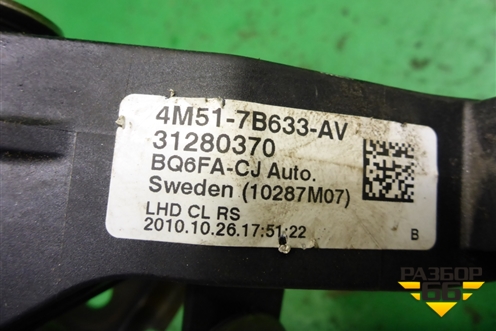 4M51-7B633-AV
31280370
BQ6FA-CJ Auto.
Sweden (10287M07)
LHD CL RS
2010.10.26.17:51:22
B
РАЗБОР
66